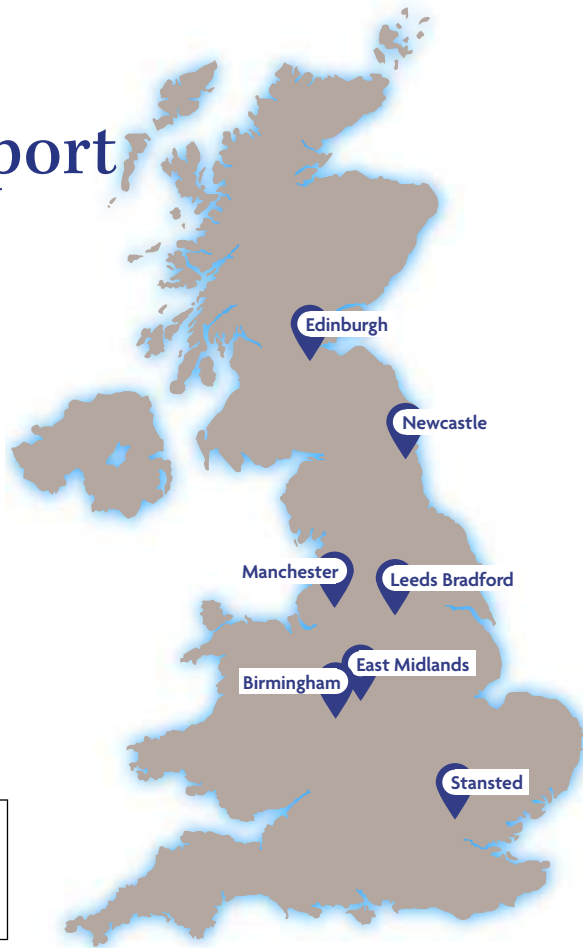 port
Edinburgh
Newcastle
Manchester
Leeds Bradford
East Midlands
Birmingham
Stansted